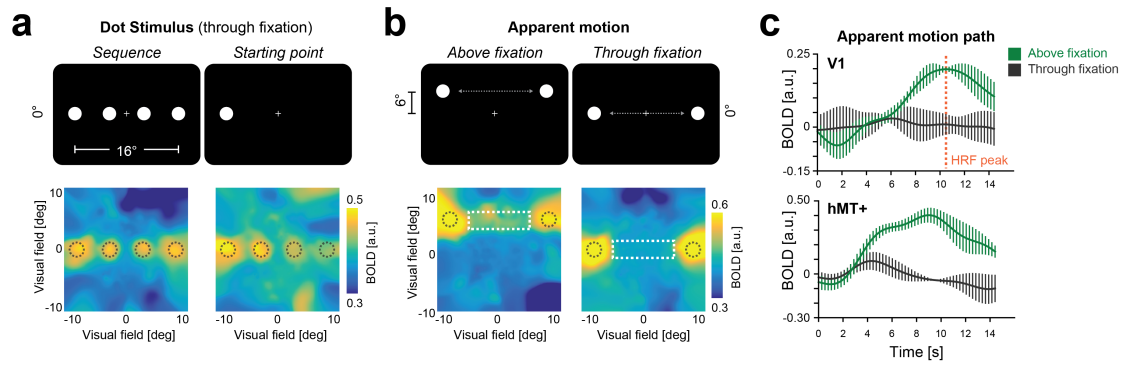 a
Dot Stimulus (through fixation)
Sequence
Starting point
0°
16°
10
0
-10
Visual field [deg]
-10
0
10
Visual field [deg]
-10
0
10
Visual field [deg]
0.5
BOLD [a.u.]
0.3
b
Apparent motion
Above fixation
Through fixation
6°
0°
10
0
-10
Visual field [deg]
-10
0
10
Visual field [deg]
-10
0
10
Visual field [deg]
0.6
BOLD [a.u.]
0.3
c
Apparent motion path
Above fixation
Through fixation
V1
0.25
0
-0.15
BOLD [a.u.]
HRF peak
0 2 4 6 8 10 12 14
hMT+
0.50
0
-0.30
BOLD [a.u.]
0 2 4 6 8 10 12 14
Time [s]